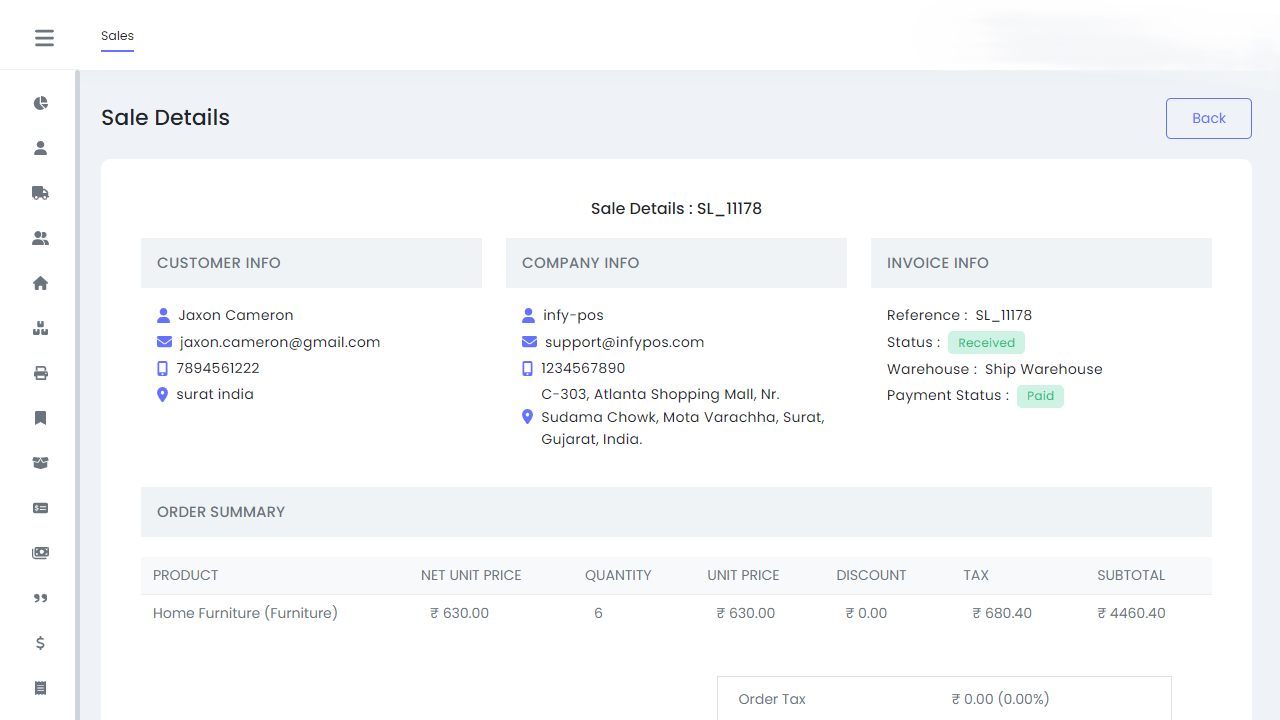 Sales
Sale Details
Back
Sale Details : SL_11178
CUSTOMER INFO
Jaxon Cameron
jaxon.cameron@gmail.com
7894561222
surat india
COMPANY INFO
infy-pos
support@infypos.com
1234567890
C-303, Atlanta Shopping Mall, Nr.
Sudama Chowk, Mota Varachha, Surat,
Gujarat, India.
INVOICE INFO
Reference : SL_11178
Status : Received
Warehouse : Ship Warehouse
Payment Status : Paid
ORDER SUMMARY
PRODUCT NET UNIT PRICE QUANTITY UNIT PRICE DISCOUNT TAX SUBTOTAL
Home Furniture (Furniture) ₹ 630.00 6 ₹ 630.00 ₹ 0.00 ₹ 680.40 ₹ 4460.40
Order Tax ₹ 0.00 (0.00%)